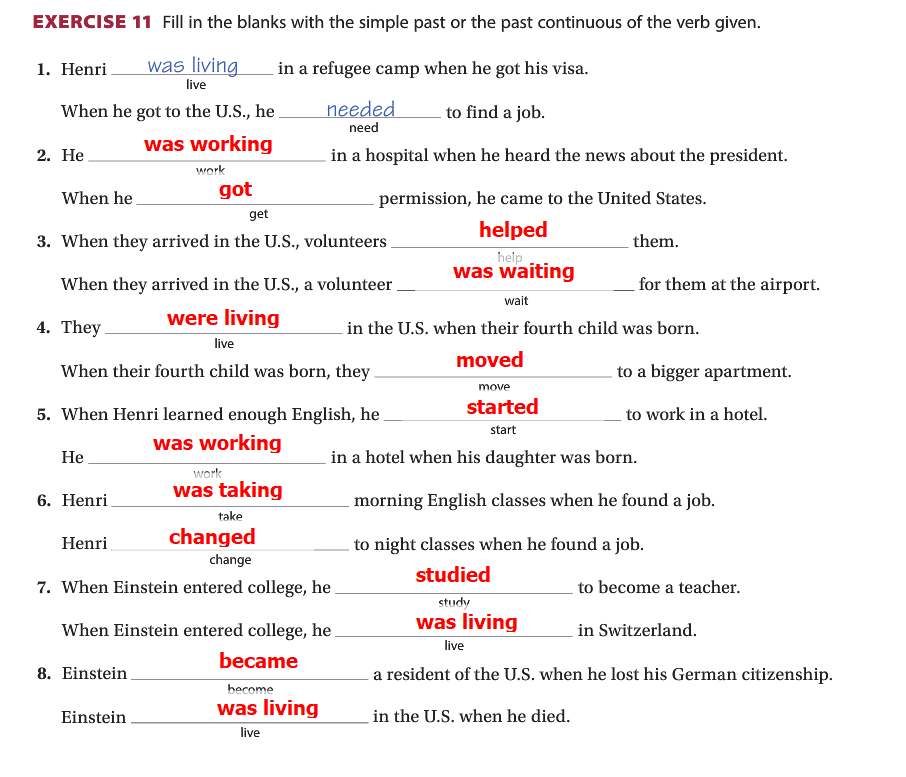 EXERCISE 11 Fill in the blanks with the simple past or the past continuous of the verb given.
1. Henri was living in a refugee camp when he got his visa.
live
When he got to the U.S., he needed to find a job.
need
2. He was working in a hospital when he heard the news about the president.
work
When he got permission, he came to the United States.
get
3. When they arrived in the U.S., volunteers helped them.
help
When they arrived in the U.S., a volunteer was waiting for them at the airport.
wait
4. They were living in the U.S. when their fourth child was born.
live
When their fourth child was born, they moved to a bigger apartment.
move
5. When Henri learned enough English, he started to work in a hotel.
start
He was working in a hotel when his daughter was born.
work
6. Henri was taking morning English classes when he found a job.
take
Henri changed to night classes when he found a job.
change
7. When Einstein entered college, he studied to become a teacher.
study
When Einstein entered college, he was living in Switzerland.
live
8. Einstein became a resident of the U.S. when he lost his German citizenship.
become
Einstein was living in the U.S. when he died.
live